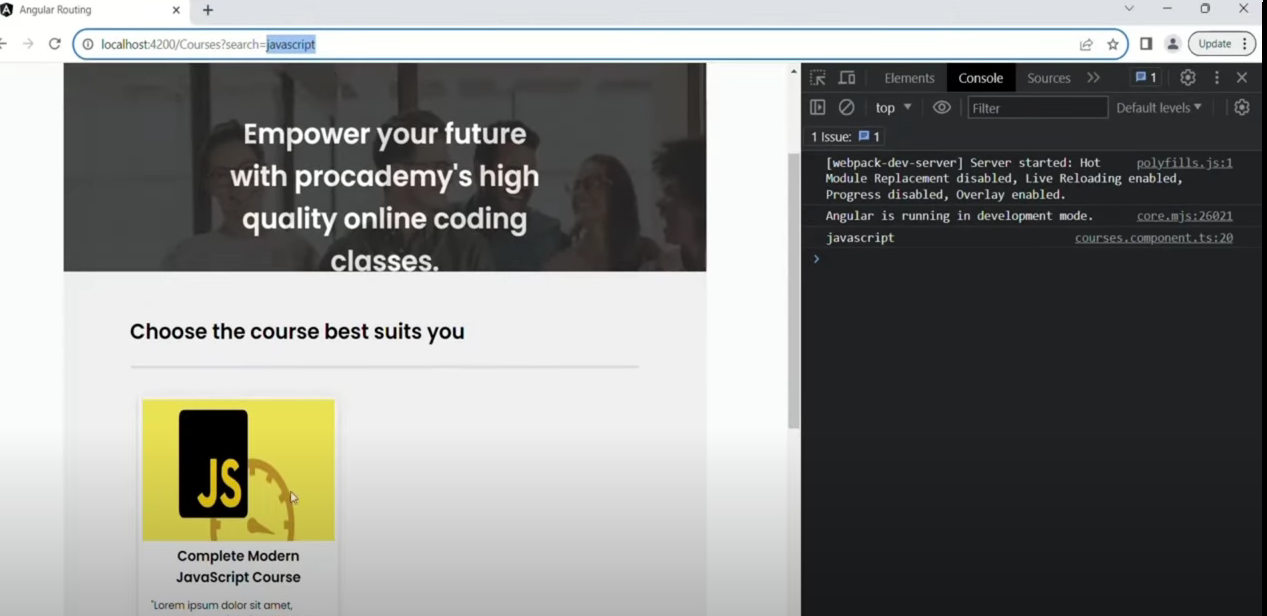 Angular Routing
localhost:4200/Courses?search=javascript
Update
Empower your future
with procademy's high
quality online coding
classes.
Choose the course best suits you
JS
Complete Modern
JavaScript Course
"Lorem ipsum dolor sit amet,
Elements Console Sources 1
top Filter Default levels
1 Issue: 1
[webpack-dev-server] Server started: Hot polyfills.js:1
Module Replacement disabled, Live Reloading enabled,
Progress disabled, Overlay enabled.
Angular is running in development mode. core.mjs:26021
javascript courses.component.ts:20